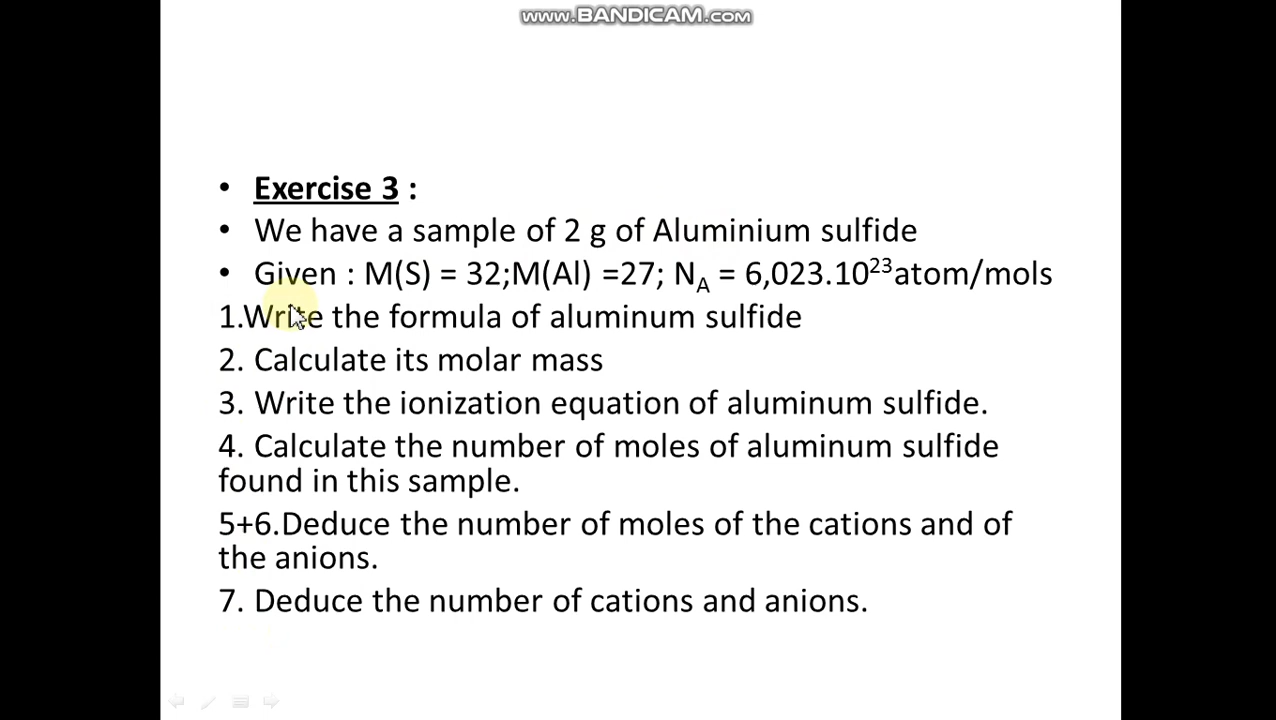 www.BANDICAM.com
• Exercise 3 :
• We have a sample of 2 g of Aluminium sulfide
• Given : M(S) = 32;M(Al) =27; N_A = 6,023.10²³atom/mols
1.Write the formula of aluminum sulfide
2. Calculate its molar mass
3. Write the ionization equation of aluminum sulfide.
4. Calculate the number of moles of aluminum sulfide
found in this sample.
5+6.Deduce the number of moles of the cations and of
the anions.
7. Deduce the number of cations and anions.